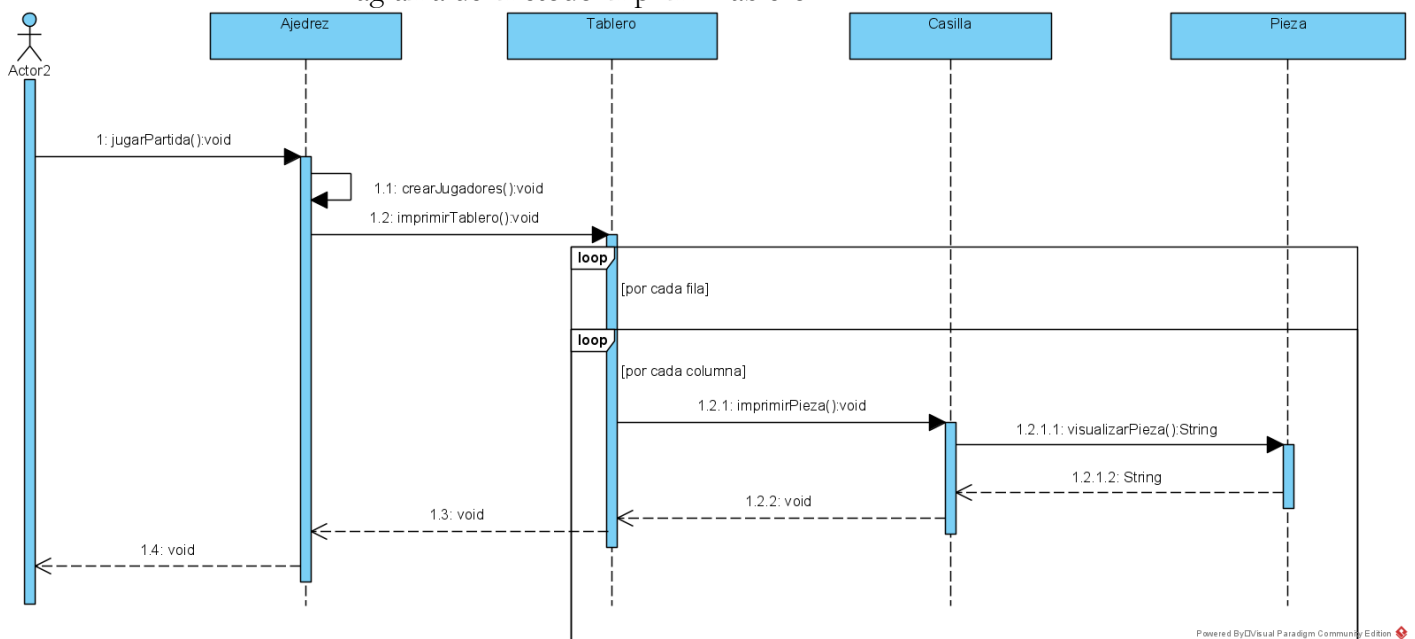 Ajedrez
Tablero
Casilla
Pieza
Actor2
1: jugarPartida():void
1.1: crearJugadores():void
1.2: imprimirTablero():void
loop
[por cada fila]
loop
[por cada columna]
1.2.1: imprimirPieza():void
1.2.1.1: visualizarPieza():String
1.2.1.2: String
1.2.2: void
1.3: void
1.4: void
Powered By Visual Paradigm Community Edition